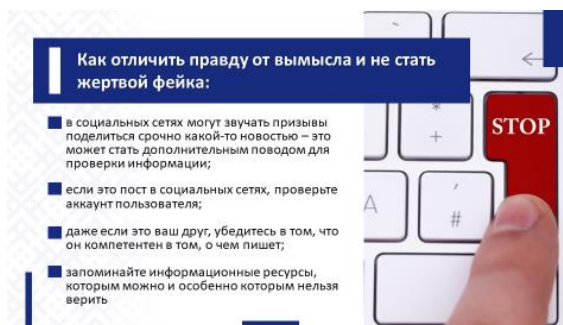 Как отличить правду от вымысла и не стать
жертвой фейка:
в социальных сетях могут звучать призывы
поделиться срочно какой-то новостью – это
может стать дополнительным поводом для
проверки информации;
если это пост в социальных сетях, проверьте
аккаунт пользователя;
даже если это ваш друг, убедитесь в том, что
он компетентен в том, о чем пишет;
запоминайте информационные ресурсы,
которым можно и особенно которым нельзя
верить
STOP
*
+
A
#